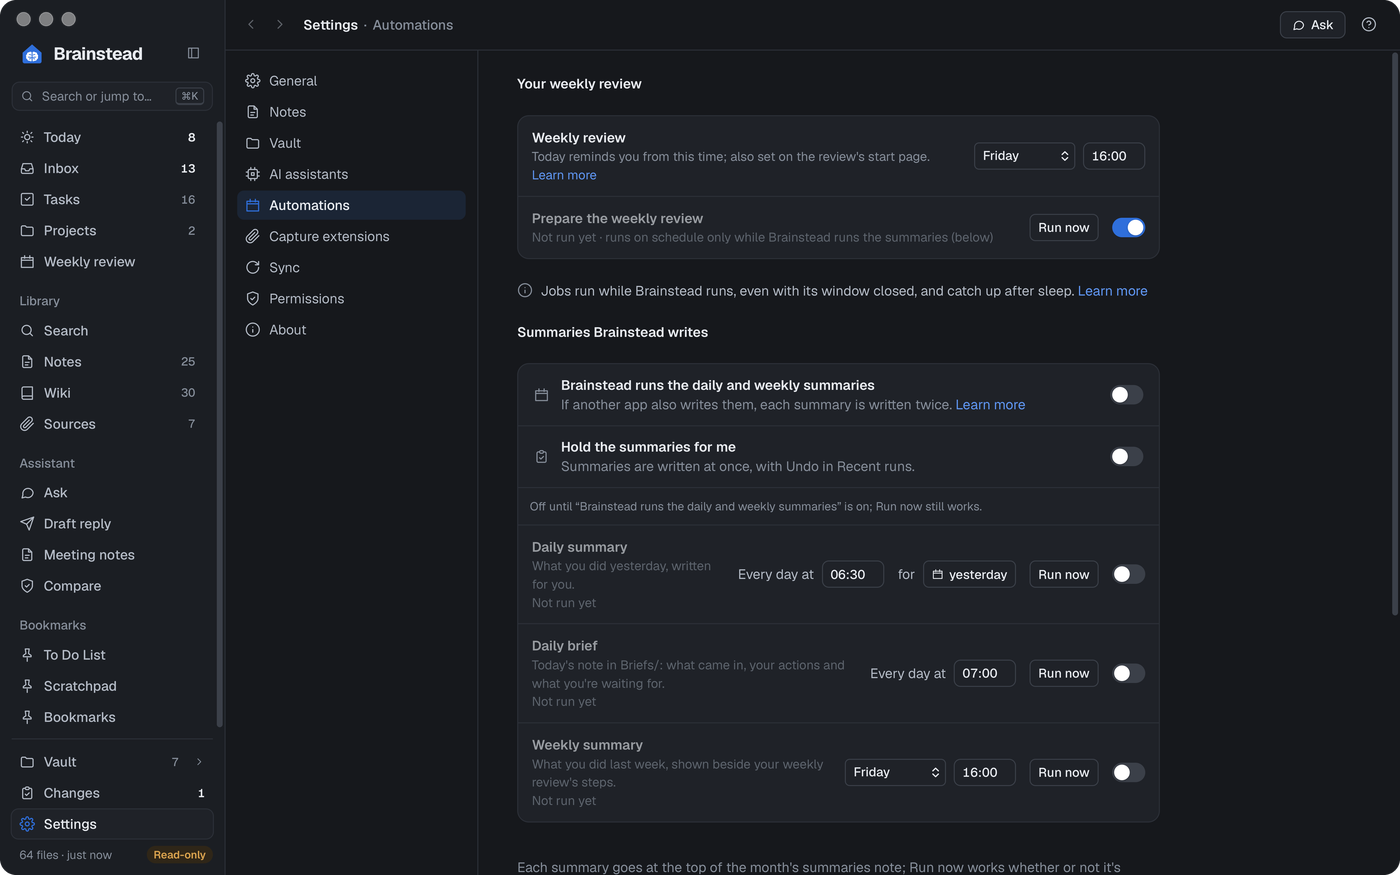 Brainstead
Search or jump to... ⌘K
Today 8
Inbox 13
Tasks 16
Projects 2
Weekly review
Library
Search
Notes 25
Wiki 30
Sources 7
Assistant
Ask
Draft reply
Meeting notes
Compare
Bookmarks
To Do List
Scratchpad
Bookmarks
Vault 7
Changes 1
Settings
64 files · just now Read-only
Settings · Automations
Ask
General
Notes
Vault
AI assistants
Automations
Capture extensions
Sync
Permissions
About
Your weekly review
Weekly review
Today reminds you from this time; also set on the review's start page.
Learn more
Friday 16:00
Prepare the weekly review
Not run yet · runs on schedule only while Brainstead runs the summaries (below)
Run now
Jobs run while Brainstead runs, even with its window closed, and catch up after sleep. Learn more
Summaries Brainstead writes
Brainstead runs the daily and weekly summaries
If another app also writes them, each summary is written twice. Learn more
Hold the summaries for me
Summaries are written at once, with Undo in Recent runs.
Off until “Brainstead runs the daily and weekly summaries” is on; Run now still works.
Daily summary
What you did yesterday, written
for you.
Not run yet
Every day at 06:30 for yesterday Run now
Daily brief
Today's note in Briefs/: what came in, your actions and
what you're waiting for.
Not run yet
Every day at 07:00 Run now
Weekly summary
What you did last week, shown beside your weekly
review's steps.
Not run yet
Friday 16:00 Run now
Each summary goes at the top of the month's summaries note; Run now works whether or not it's